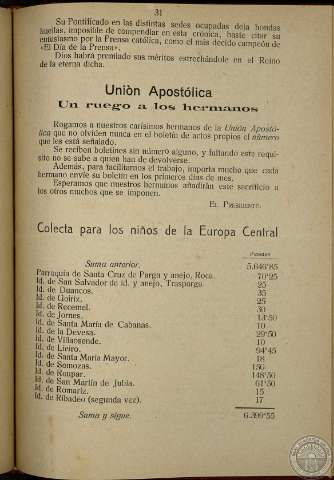 31
Su Pontificado en las distintas sedes ocupadas deja hondas
huellas, imposible de compendiar en esta crónica, baste citar su
entusiasmo por la Prensa católica, como el más decidido campeón de
«El Día de la Prensa».
Dios habrá premiado sus méritos estrechándole en el Reino
de la eterna dicha.
Uniòn Apostólica
Un ruego a los hermanos
Rogamos a nuestros carísimos hermanos de la Unión Apostó-
lica que no olviden nunca en el boletín de actos propios el número
que les está señalado.
Se reciben boletines sin número alguno, y faltando este requi-
sito no se sabe a quien han de devolverse.
Además, para facilitarnos el trabajo, importa mucho que cada
hermano envíe su boletín en los primeros días de mes.
Esperamos que nuestros hermanos añadirán este sacrificio a
los otros muchos que se imponen.
EL PRESIDENTE.
Colecta para los niños de la Europa Central
Pesetas
Suma anterior. 5.646'85
Parroquia de Santa Cruz de Parga y anejo, Roca. 70'25
Id. de San Salvador de id. y anejo, Trasparga. 25
Id. de Duancos. 35
Id. de Goiriz. 25
Id. de Recemel. 30
Id. de Jornes. 13'50
Id. de Santa María de Cabanas. 10
Id. de la Devesa. 29'50
Id. de Villaosende. 10
Id. de Lieiro. 94'45
Id. de Santa María Mayor. 18
Id. de Somozas. 156
Id. de Roupar. 148'50
Id. de San Martín de Jubia. 61'50
Id. de Romariz. 15
Id. de Ribadeo (segunda vez). 17
Suma y sigue. 6.399'55